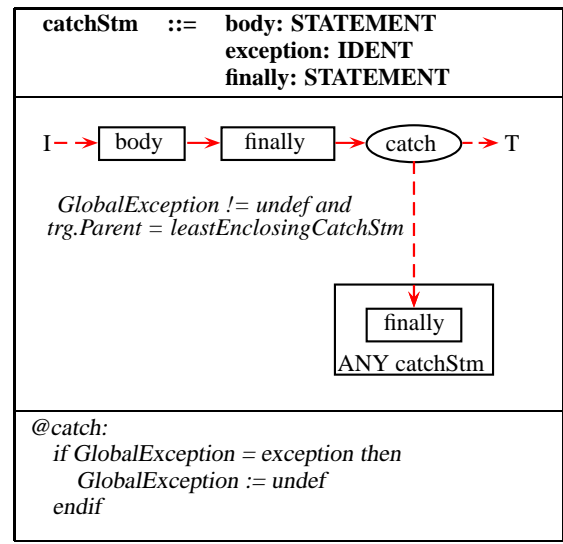 catchStm ::= body: STATEMENT
exception: IDENT
finally: STATEMENT
I body finally catch T
GlobalException != undef and
trg.Parent = leastEnclosingCatchStm
finally
ANY catchStm
@catch:
if GlobalException = exception then
GlobalException := undef
endif